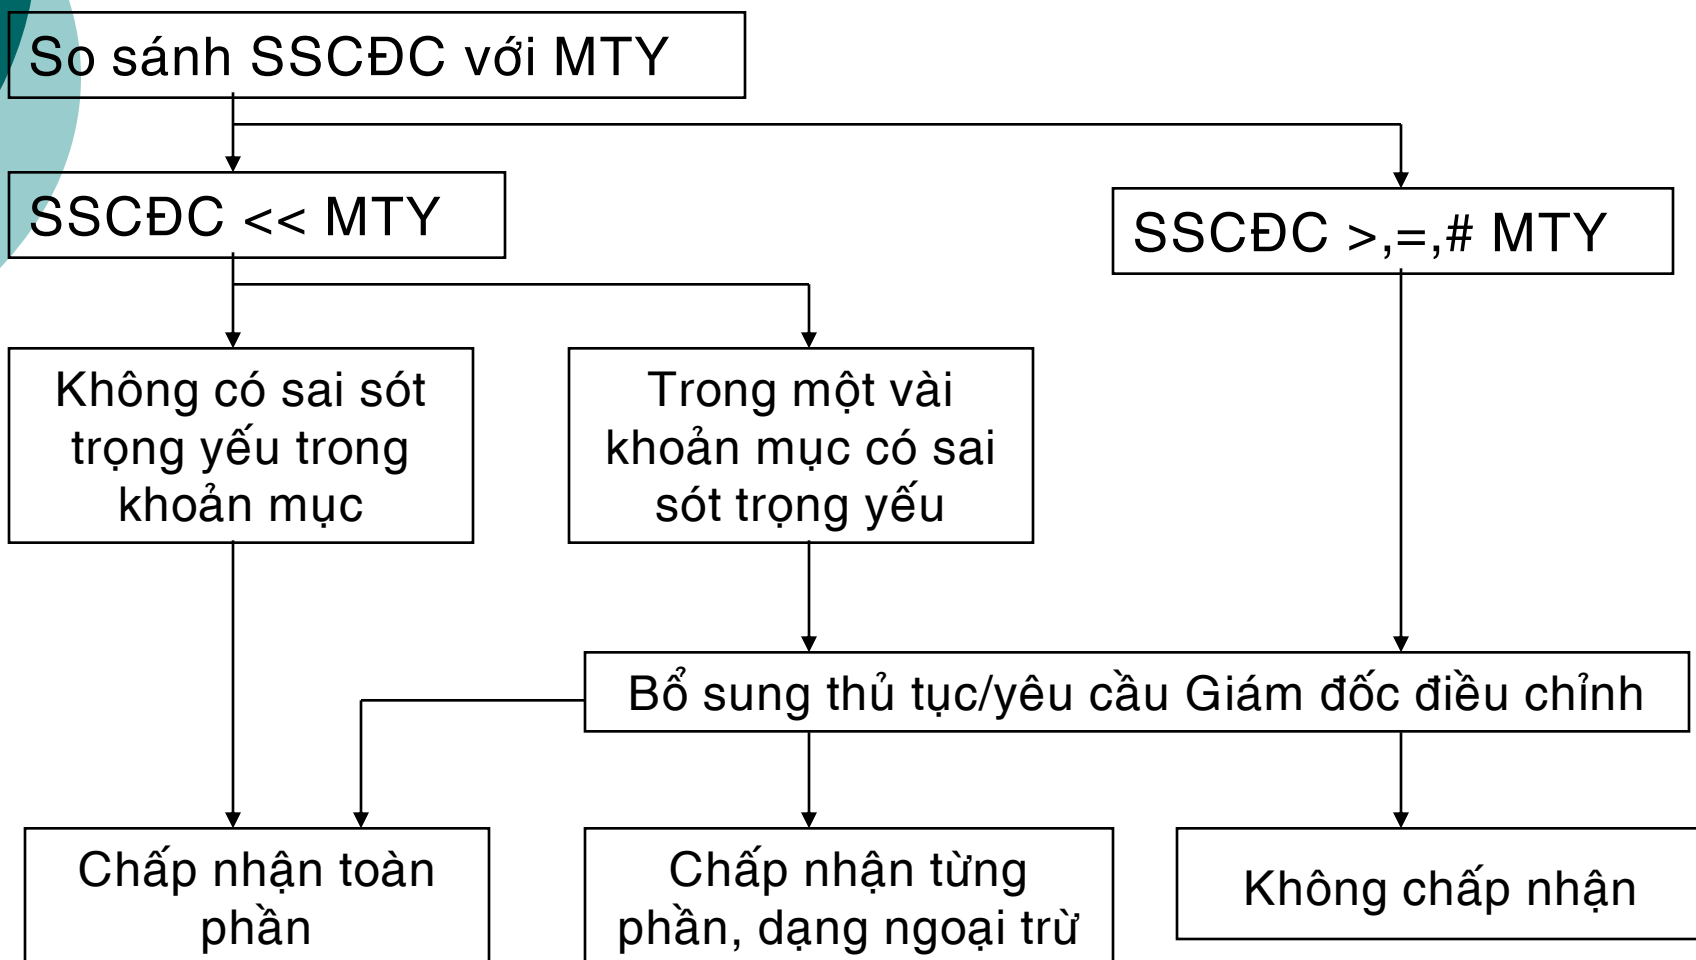 So sánh SSCĐC với MTY
SSCĐC << MTY
SSCĐC >,=,# MTY
Không có sai sót
trọng yếu trong
khoản mục
Trong một vài
khoản mục có sai
sót trọng yếu
Bổ sung thủ tục/yêu cầu Giám đốc điều chỉnh
Chấp nhận toàn
phần
Chấp nhận từng
phần, dạng ngoại trừ
Không chấp nhận